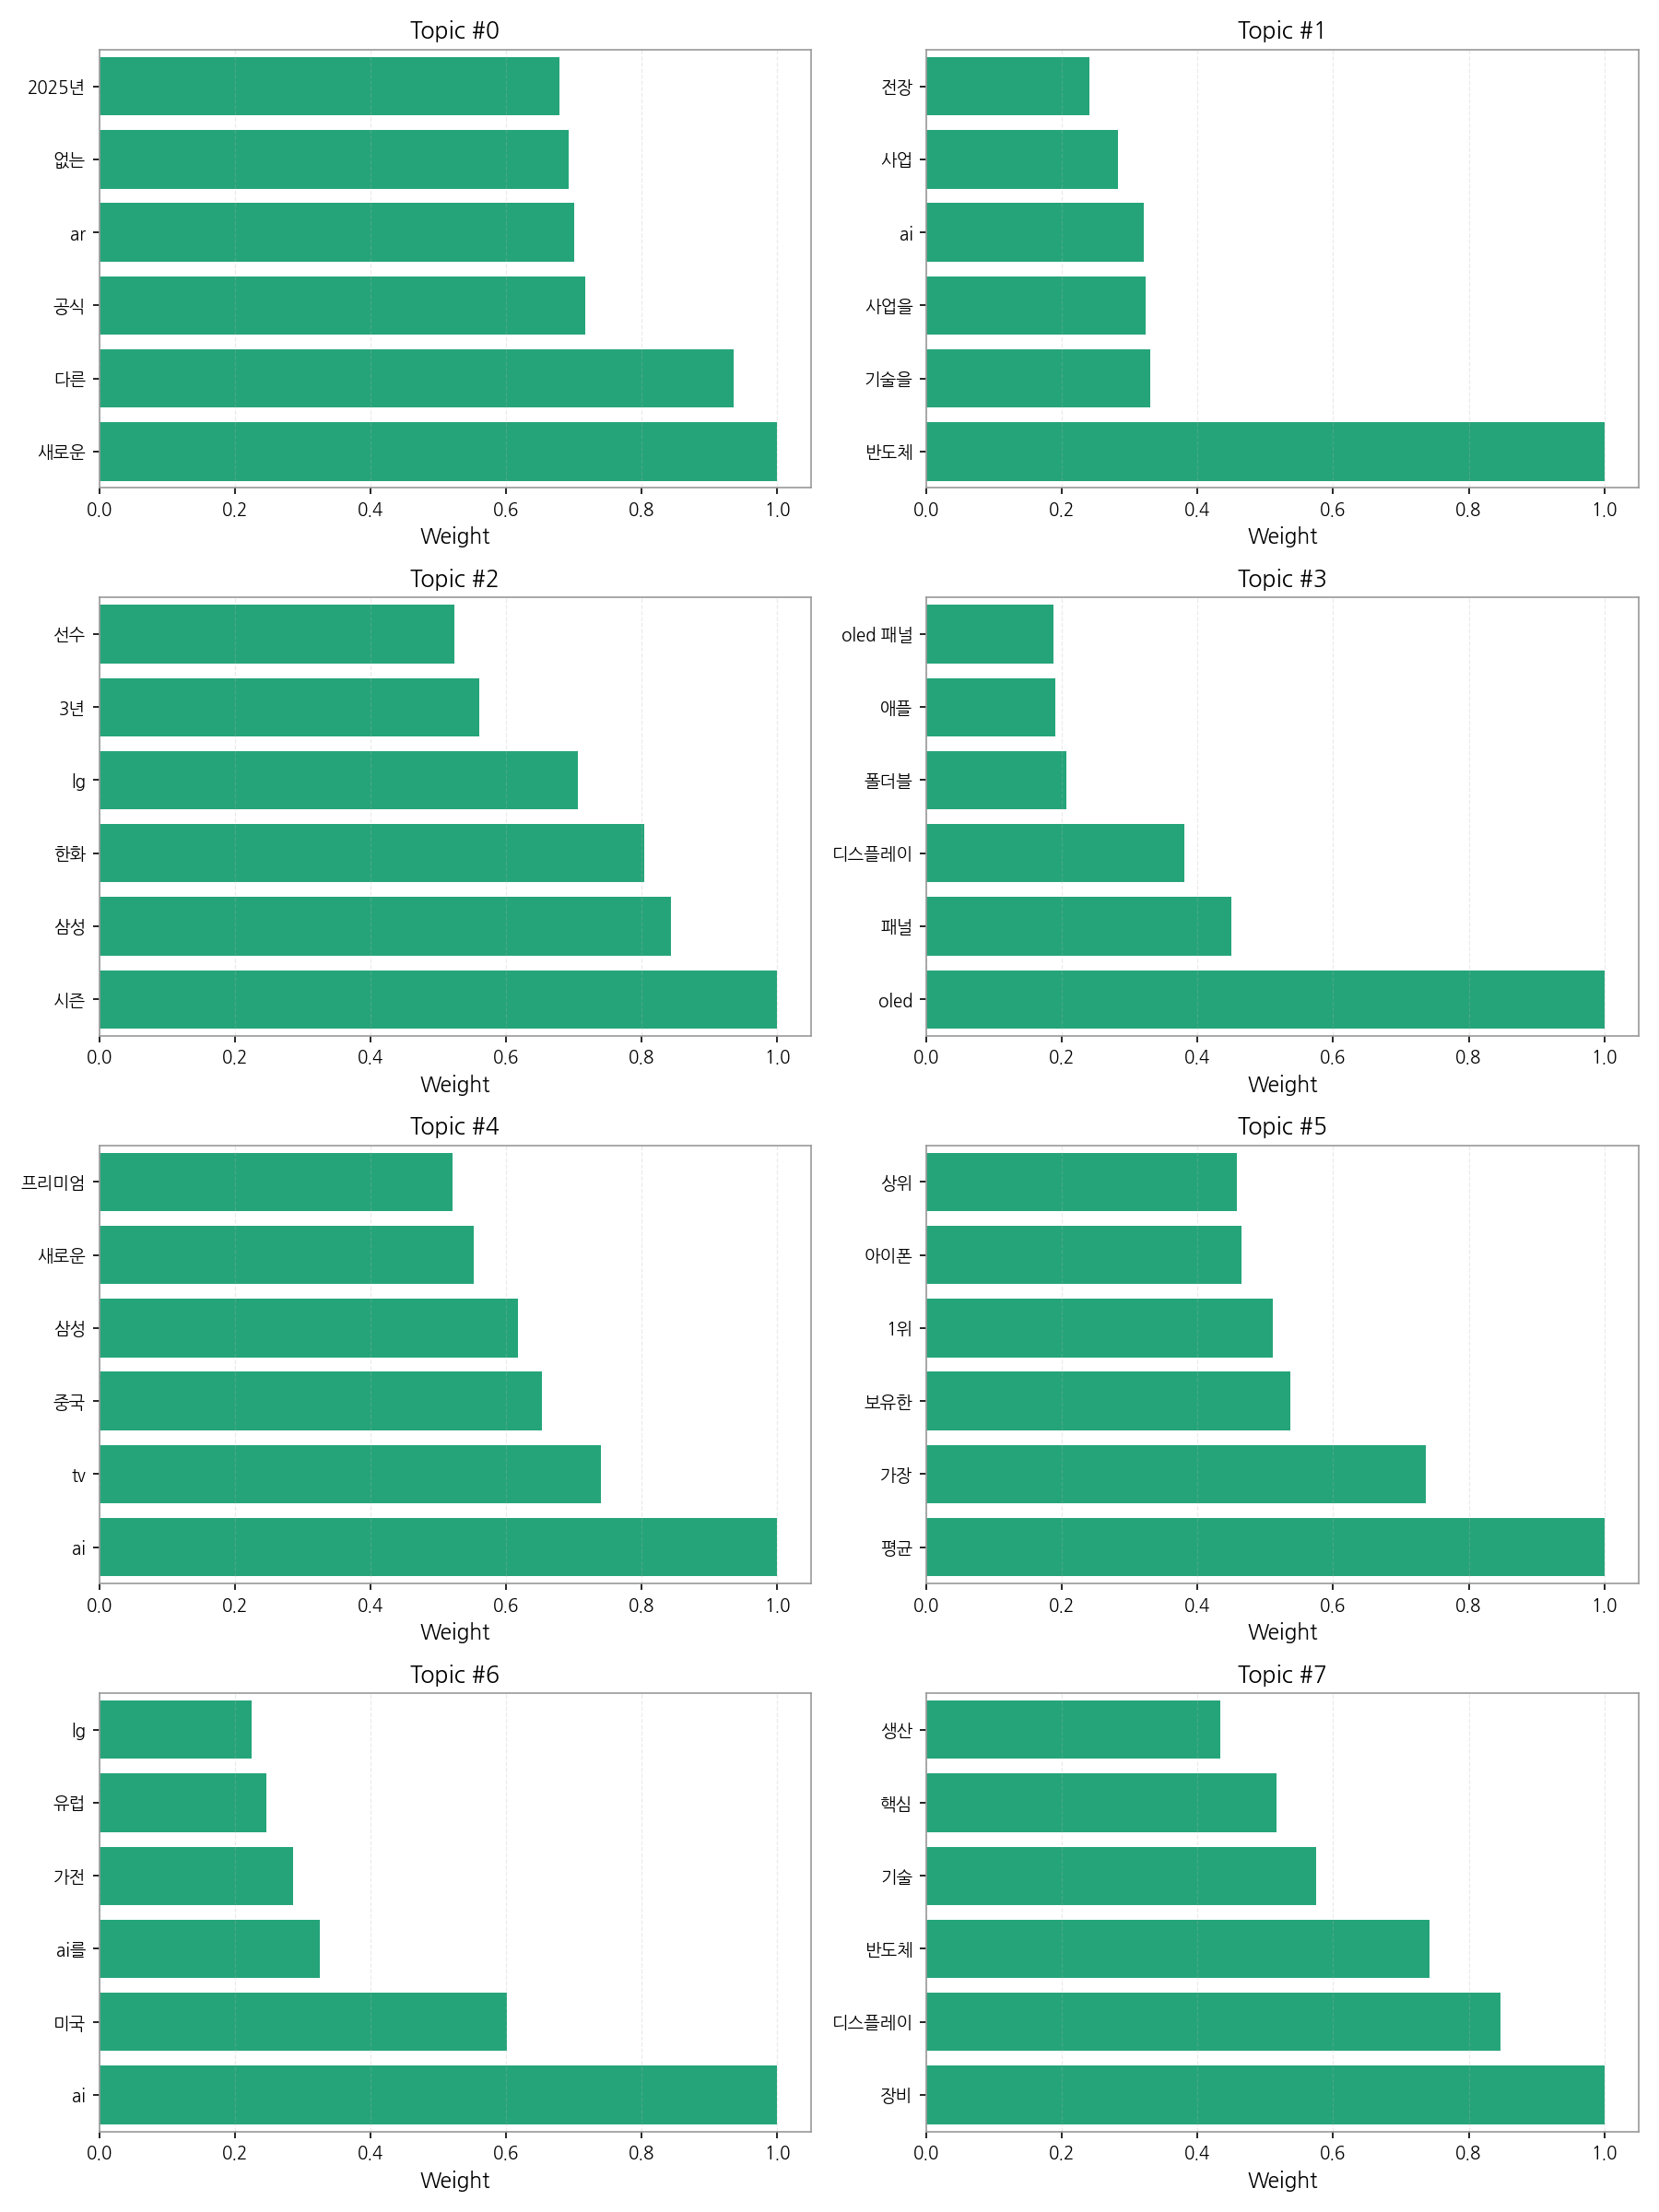 Topic #0
2025년
없는
ar
공식
다른
새로운
0.0 0.2 0.4 0.6 0.8 1.0
Weight
Topic #1
전장
사업
ai
사업을
기술을
반도체
0.0 0.2 0.4 0.6 0.8 1.0
Weight
Topic #2
선수
3년
lg
한화
삼성
시즌
0.0 0.2 0.4 0.6 0.8 1.0
Weight
Topic #3
oled 패널
애플
폴더블
디스플레이
패널
oled
0.0 0.2 0.4 0.6 0.8 1.0
Weight
Topic #4
프리미엄
새로운
삼성
중국
tv
ai
0.0 0.2 0.4 0.6 0.8 1.0
Weight
Topic #5
상위
아이폰
1위
보유한
가장
평균
0.0 0.2 0.4 0.6 0.8 1.0
Weight
Topic #6
lg
유럽
가전
ai를
미국
ai
0.0 0.2 0.4 0.6 0.8 1.0
Weight
Topic #7
생산
핵심
기술
반도체
디스플레이
장비
0.0 0.2 0.4 0.6 0.8 1.0
Weight